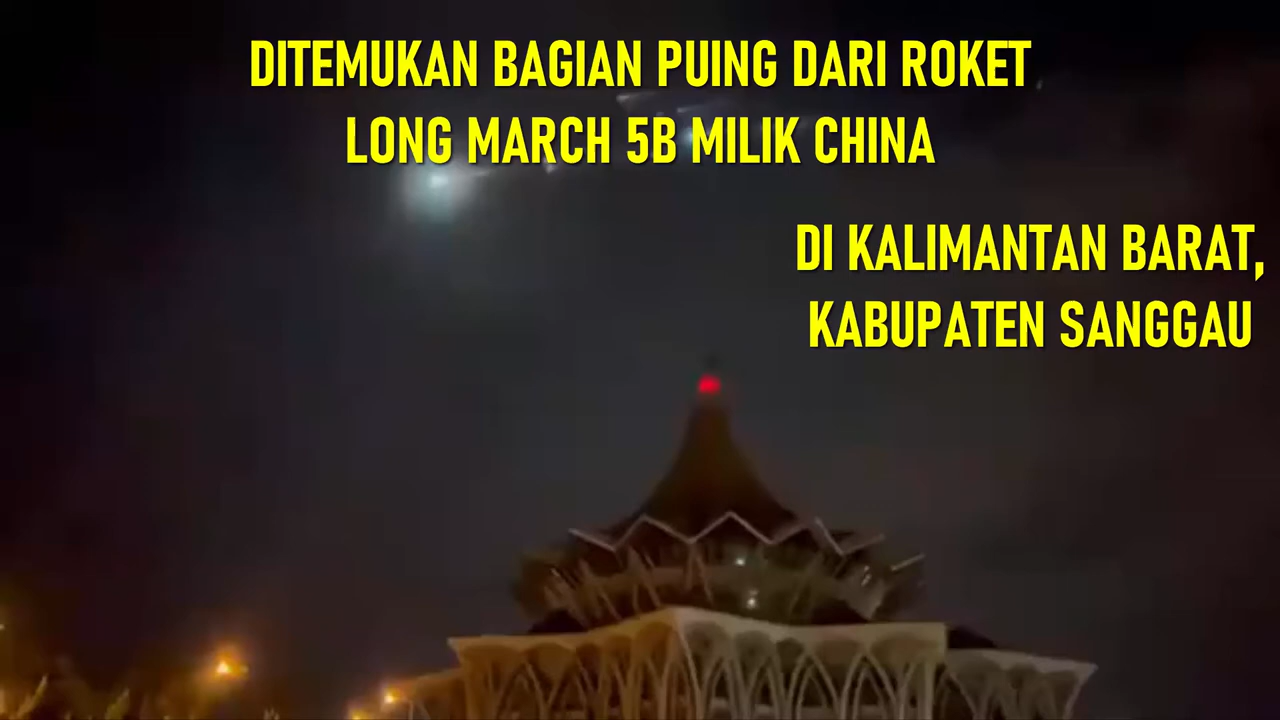 DITEMUKAN BAGIAN PUING DARI ROKET
LONG MARCH 5B MILIK CHINA
DI KALIMANTAN BARAT,
KABUPATEN SANGGAU